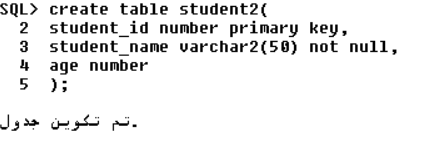 SQL> create table student2(
  2  student_id number primary key,
  3  student_name varchar2(50) not null,
  4  age number
  5  );
تم تكوين جدول.